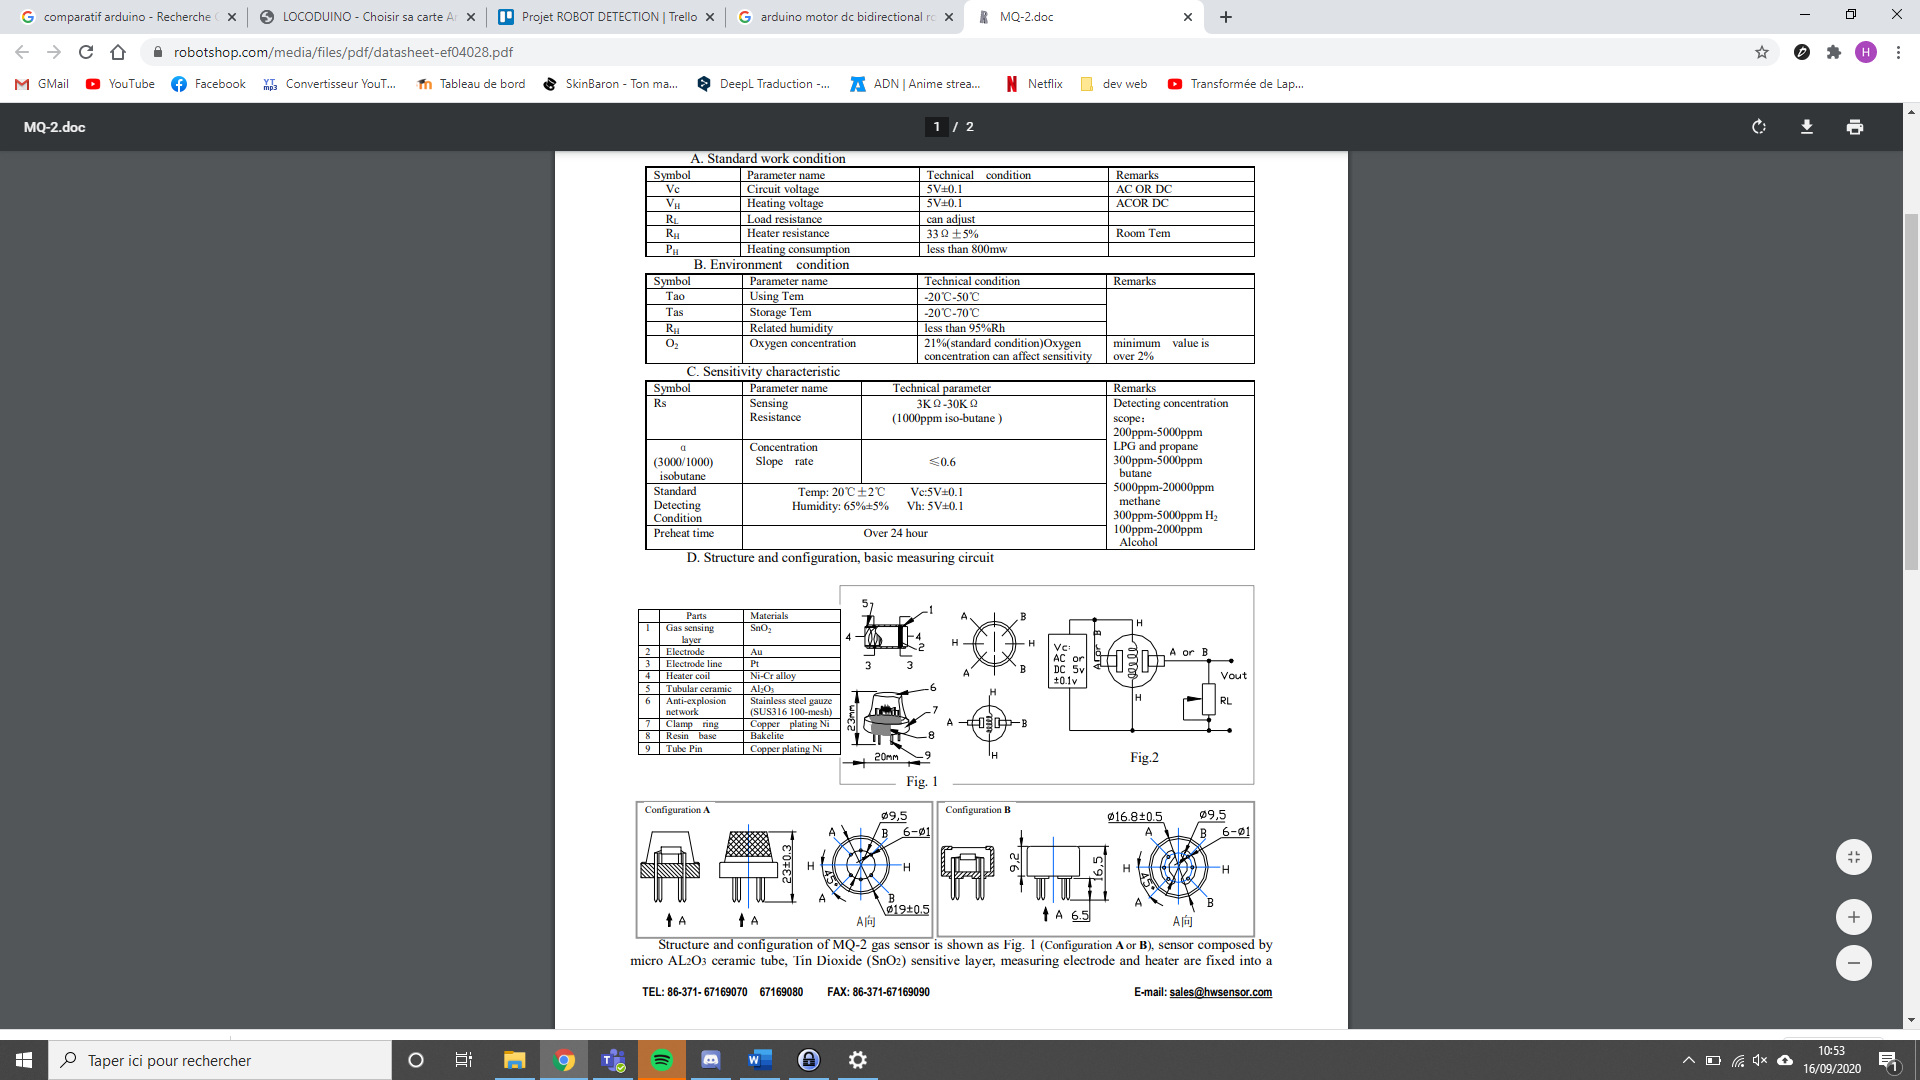 comparatif arduino - Recherche
LOCODUINO - Choisir sa carte Ar
Projet ROBOT DETECTION | Trello
arduino motor dc bidirectional ro
MQ-2.doc
robotshop.com/media/files/pdf/datasheet-ef04028.pdf
H
GMail
YouTube
Facebook
Convertisseur YouT...
Tableau de bord
SkinBaron - Ton ma...
DeepL Traduction -...
ADN | Anime strea...
Netflix
dev web
Transformée de Lap...
MQ-2.doc
1 / 2
A. Standard work condition
Symbol Parameter name Technical condition Remarks
Vc Circuit voltage 5V±0.1 AC OR DC
VH Heating voltage 5V±0.1 ACOR DC
RL Load resistance can adjust
RH Heater resistance 33Ω±5% Room Tem
PH Heating consumption less than 800mw
B. Environment condition
Symbol Parameter name Technical condition Remarks
Tao Using Tem -20℃-50℃
Tas Storage Tem -20℃-70℃
RH Related humidity less than 95%Rh
O2 Oxygen concentration 21%(standard condition)Oxygen minimum value is
concentration can affect sensitivity over 2%
C. Sensitivity characteristic
Symbol Parameter name Technical parameter Remarks
Rs Sensing 3KΩ-30KΩ Detecting concentration
Resistance (1000ppm iso-butane ) scope：
200ppm-5000ppm
LPG and propane
300ppm-5000ppm
butane
5000ppm-20000ppm
methane
300ppm-5000ppm H2
100ppm-2000ppm
Alcohol
α Concentration
(3000/1000) Slope rate ≤0.6
isobutane
Standard Temp: 20℃±2℃ Vc:5V±0.1
Detecting Humidity: 65%±5% Vh: 5V±0.1
Condition
Preheat time Over 24 hour
D. Structure and configuration, basic measuring circuit
Parts Materials
1 Gas sensing SnO2
layer
2 Electrode Au
3 Electrode line Pt
4 Heater coil Ni-Cr alloy
5 Tubular ceramic Al2O3
6 Anti-explosion Stainless steel gauze
network (SUS316 100-mesh)
7 Clamp ring Copper plating Ni
8 Resin base Bakelite
9 Tube Pin Copper plating Ni
5
1
4
4
2
3
3
6
7
8
9
23mm
20mm
A
B
H
H
A
B
H
A
B
H
Fig. 1
Vc:
AC or
DC 5v
±0.1v
A or B
H
A or B
H
Vout
RL
Fig.2
Configuration A
23±0.3
A
A
ø9,5
A B 6-ø1
H H
45°
A B
ø19±0.5
A向
Configuration B
9.2
16,5
A 6.5
ø16.8±0.5 ø9,5
A B 6-ø1
H H
45°
A B
A向
Structure and configuration of MQ-2 gas sensor is shown as Fig. 1 (Configuration A or B), sensor composed by
micro AL2O3 ceramic tube, Tin Dioxide (SnO2) sensitive layer, measuring electrode and heater are fixed into a
TEL: 86-371- 67169070 67169080 FAX: 86-371-67169090 E-mail: sales@hwsensor.com
Taper ici pour rechercher
10:53
16/09/2020
1